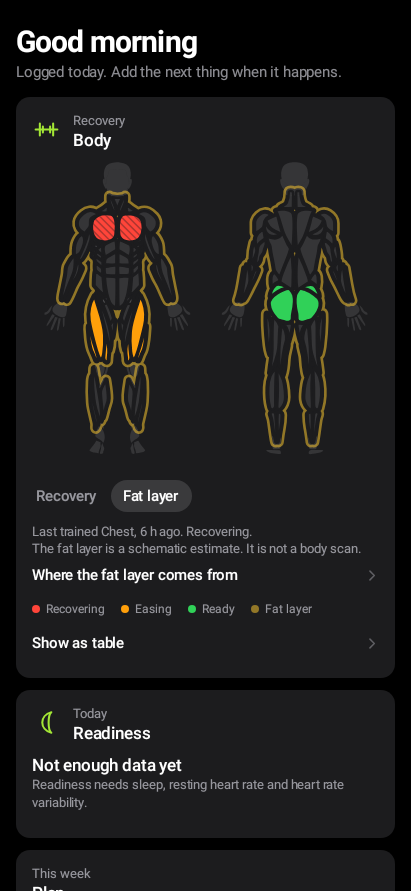 Good morning
Logged today. Add the next thing when it happens.
Recovery
Body
Recovery
Fat layer
Last trained Chest, 6 h ago. Recovering.
The fat layer is a schematic estimate. It is not a body scan.
Where the fat layer comes from
Recovering
Easing
Ready
Fat layer
Show as table
Today
Readiness
Not enough data yet
Readiness needs sleep, resting heart rate and heart rate
variability.
This week
Plan